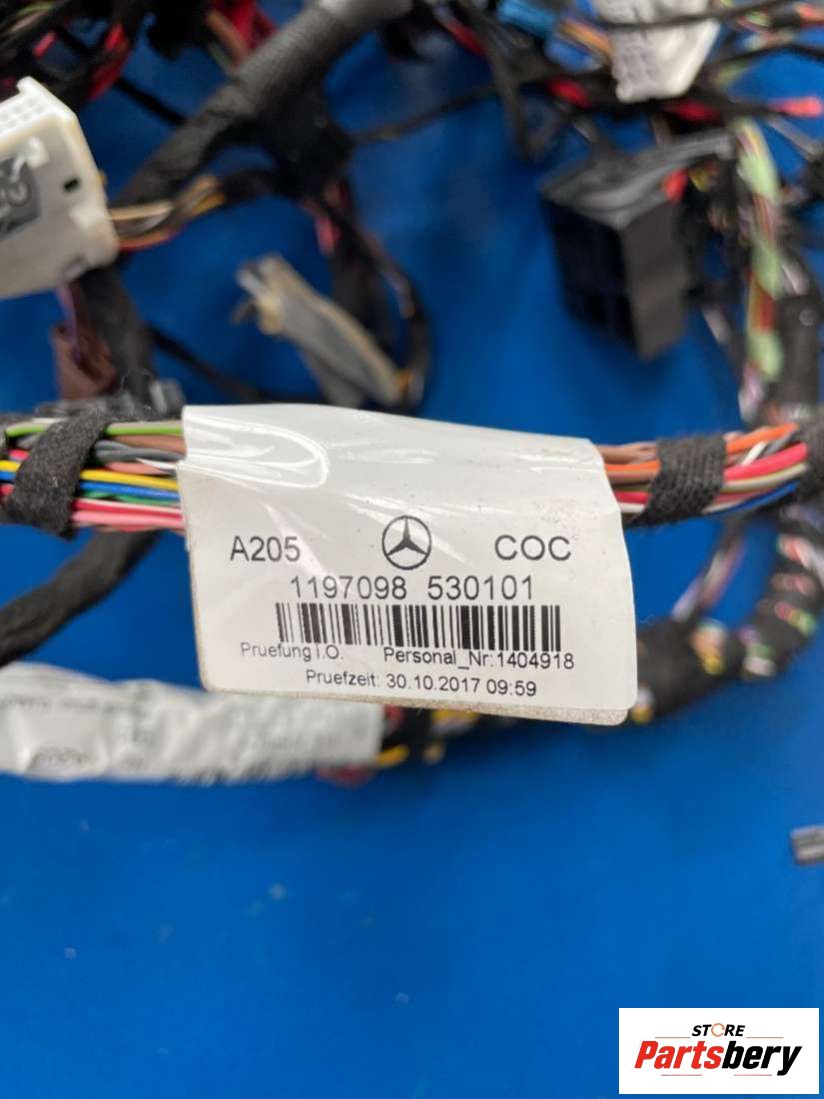 A205 COC
1197098 530101
Pruefung i.O. Personal_Nr:1404918
Pruefzeit: 30.10.2017 09:59
STORE
Partsbery